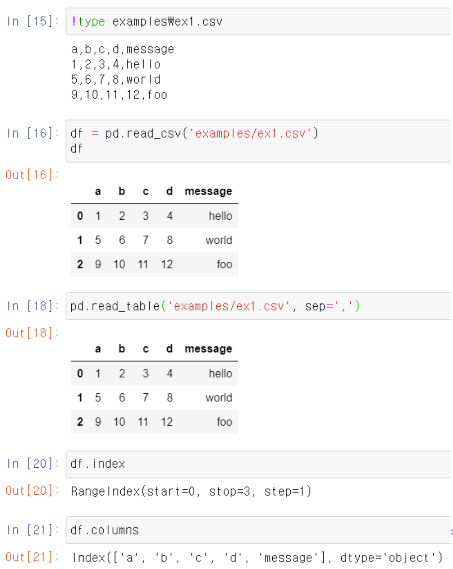 In [15]: !type examples₩ex1.csv
a,b,c,d,message
1,2,3,4,hello
5,6,7,8,world
9,10,11,12,foo
In [16]: df = pd.read_csv('examples/ex1.csv')
df
Out[16]:
a b c d message
0 1 2 3 4 hello
1 5 6 7 8 world
2 9 10 11 12 foo
In [18]: pd.read_table('examples/ex1.csv', sep=',')
Out[18]:
a b c d message
0 1 2 3 4 hello
1 5 6 7 8 world
2 9 10 11 12 foo
In [20]: df.index
Out[20]: RangeIndex(start=0, stop=3, step=1)
In [21]: df.columns
Out[21]: Index(['a', 'b', 'c', 'd', 'message'], dtype='object')